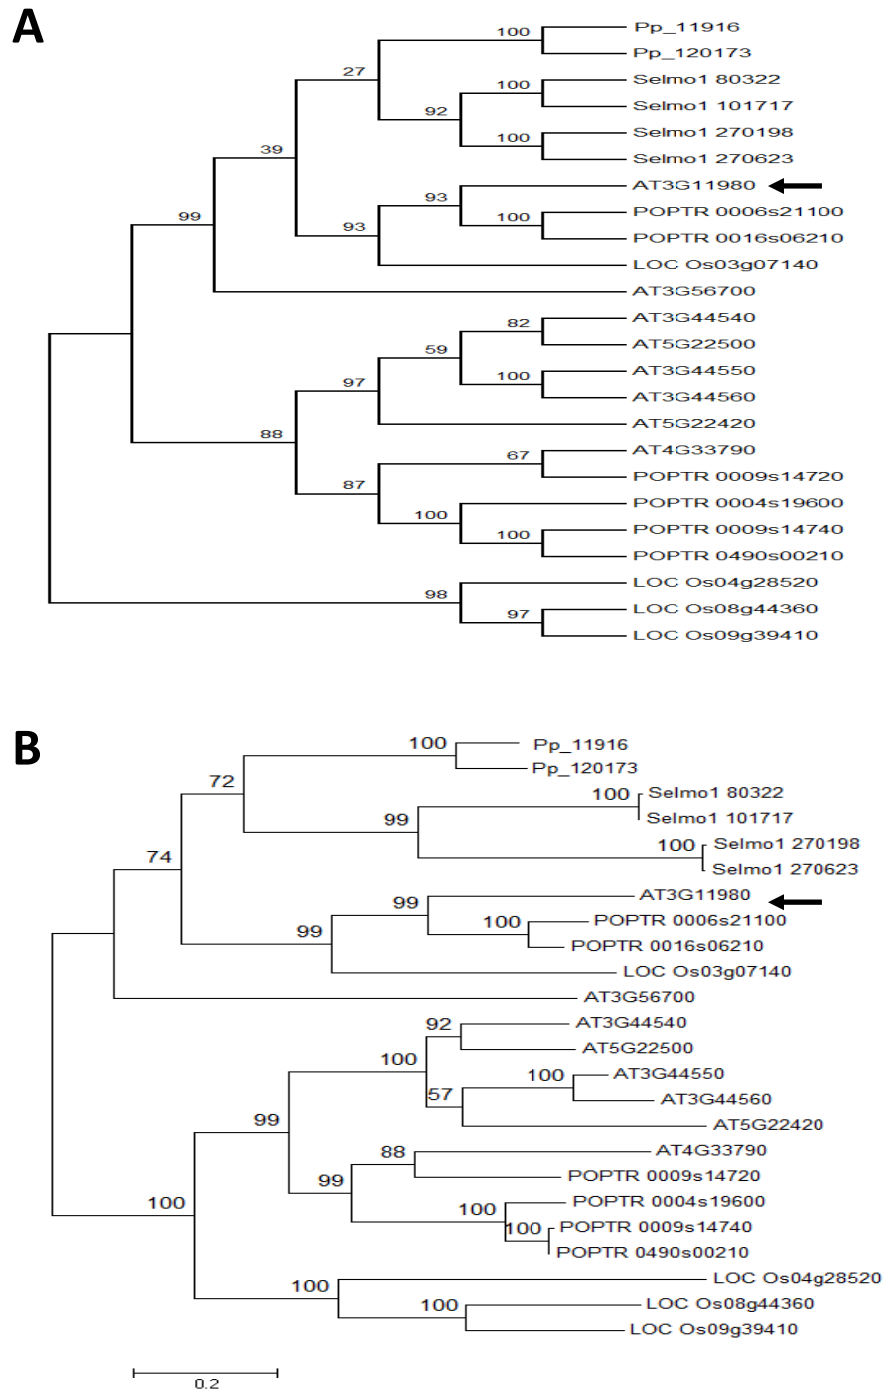 A
100 Pp_11916
Pp_120173
27
100 Selmo1 80322
92
Selmo1 101717
100 Selmo1 270198
39
Selmo1 270623
93 AT3G11980
99
100 POPTR 0006s21100
93
POPTR 0016s06210
LOC Os03g07140
AT3G56700
82 AT3G44540
59
AT5G22500
97
100 AT3G44550
AT3G44560
88
AT5G22420
67 AT4G33790
87
POPTR 0009s14720
100
POPTR 0004s19600
100 POPTR 0009s14740
POPTR 0490s00210
98
LOC Os04g28520
97 LOC Os08g44360
LOC Os09g39410
B
100 Pp_11916
Pp_120173
72
100 Selmo1 80322
99
Selmo1 101717
100 Selmo1 270198
74
Selmo1 270623
99 AT3G11980
100 POPTR 0006s21100
99
POPTR 0016s06210
LOC Os03g07140
AT3G56700
92 AT3G44540
100
AT5G22500
100 AT3G44550
57
AT3G44560
99
AT5G22420
88 AT4G33790
99
POPTR 0009s14720
100
POPTR 0004s19600
100
100 POPTR 0009s14740
POPTR 0490s00210
100
LOC Os04g28520
100 LOC Os08g44360
LOC Os09g39410
0.2